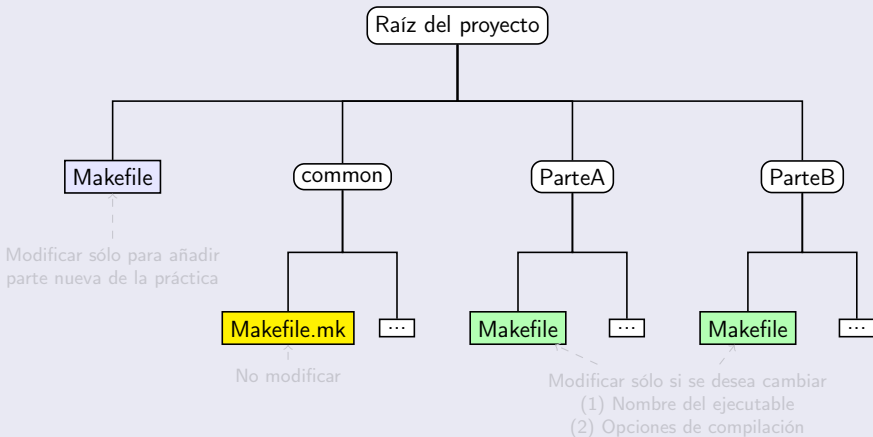 Raíz del proyecto
Makefile
common
ParteA
ParteB
Modificar sólo para añadir
parte nueva de la práctica
Makefile.mk
...
Makefile
...
Makefile
...
No modificar
Modificar sólo si se desea cambiar
(1) Nombre del ejecutable
(2) Opciones de compilación